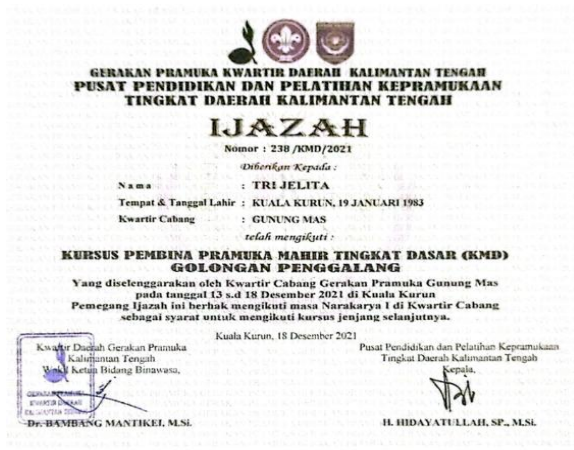 GERAKAN PRAMUKA KWARTIR DAERAH KALIMANTAN TENGAH
PUSAT PENDIDIKAN DAN PELATIHAN KEPRAMUKAAN
TINGKAT DAERAH KALIMANTAN TENGAH
IJAZAH
Nomor : 238 /KMD/2021
Diberikan Kepada :
Nama : TRI JELITA
Tempat & Tanggal Lahir : KUALA KURUN, 19 JANUARI 1983
Kwartir Cabang : GUNUNG MAS
telah mengikuti :
KURSUS PEMBINA PRAMUKA MAHIR TINGKAT DASAR (KMD)
GOLONGAN PENGGALANG
Yang diselenggarakan oleh Kwartir Cabang Gerakan Pramuka Gunung Mas
pada tanggal 13 s.d 18 Desember 2021 di Kuala Kurun
Pemegang Ijazah ini berhak mengikuti masa Narakarya I di Kwartir Cabang
sebagai syarat untuk mengikuti kursus jenjang selanjutnya.
Kuala Kurun, 18 Desember 2021
Kwartir Daerah Gerakan Pramuka
Kalimantan Tengah
Wakil Ketua Bidang Binawasa,
Dr. BAMBANG MANTIKEI, M.Si.
Pusat Pendidikan dan Pelatihan Kepramukaan
Tingkat Daerah Kalimantan Tengah
Kepala,
H. HIDAYATULLAH, SP., M.Si.